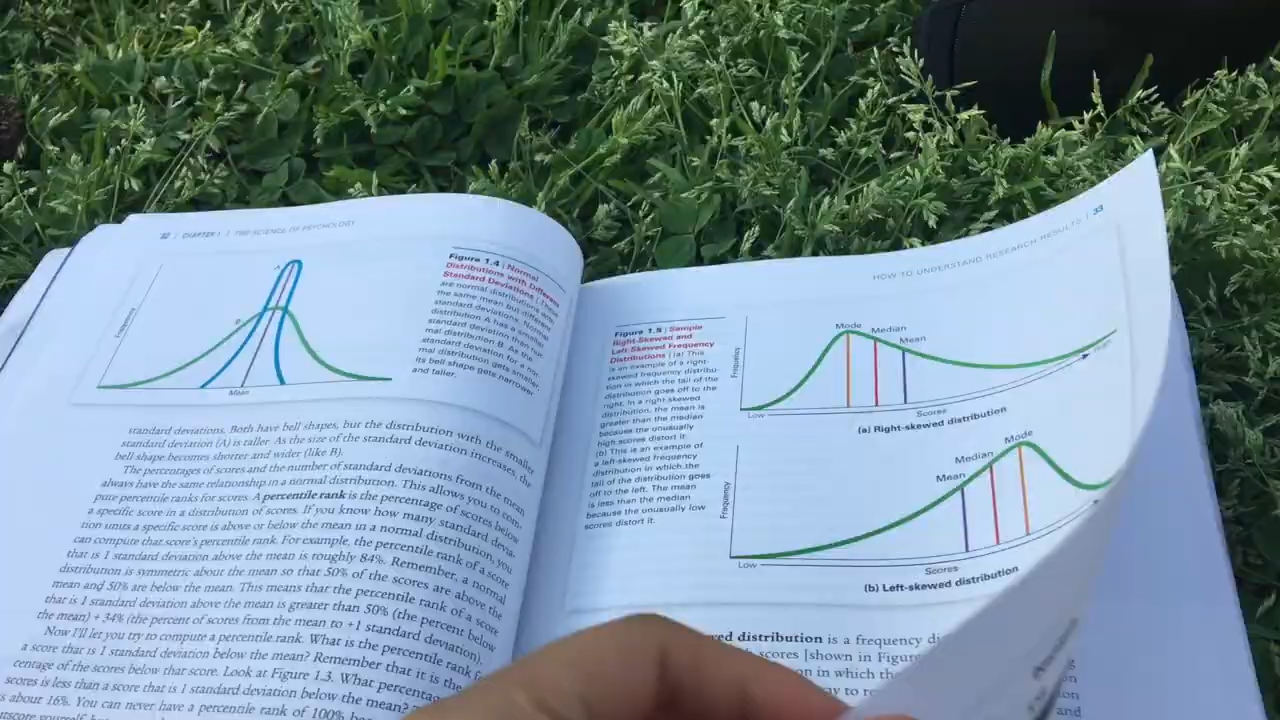 32 | CHAPTER 1 | THE SCIENCE OF PSYCHOLOGY
Frequency
A
B
Mean
Figure 1.4 | Normal
Distributions with Different
Standard Deviations | These
are normal distributions with
the same mean but different
standard deviations. Normal
distribution A has a smaller
standard deviation than nor-
mal distribution B. As the
standard deviation for a nor-
mal distribution gets smaller,
its bell shape gets narrower
and taller.
standard deviations. Both have bell shapes, but the distribution with the smaller
standard deviation (A) is taller. As the size of the standard deviation increases, the
bell shape becomes shorter and wider (like B).
The percentages of scores and the number of standard deviations from the mean
always have the same relationship in a normal distribution. This allows you to com-
pute percentile ranks for scores. A percentile rank is the percentage of scores below
a specific score in a distribution of scores. If you know how many standard devia-
tion units a specific score is above or below the mean in a normal distribution, you
can compute that score's percentile rank. For example, the percentile rank of a score
that is 1 standard deviation above the mean is roughly 84%. Remember, a normal
distribution is symmetric about the mean so that 50% of the scores are above the
mean and 50% are below the mean. This means that the percentile rank of a score
that is 1 standard deviation above the mean is greater than 50% (the percent below
the mean) + 34% (the percent of scores from the mean to +1 standard deviation).
Now I'll let you try to compute a percentile rank. What is the percentile rank
a score that is 1 standard deviation below the mean? Remember that it is the
centage of the scores below that score. Look at Figure 1.3. What percentag
scores is less than a score that is 1 standard deviation below the mean?
s about 16%. You can never have a percentile rank of 100%
HOW TO UNDERSTAND RESEARCH RESULTS | 33
Figure 1.5 | Sample
Right-Skewed and
Left-Skewed Frequency
Distributions | (a) This
is an example of a right-
skewed frequency distribu-
tion in which the tail of the
distribution goes off to the
right. In a right-skewed
distribution, the mean is
greater than the median
because the unusually
high scores distort it.
(b) This is an example of
a left-skewed frequency
distribution in which the
tail of the distribution goes
off to the left. The mean
is less than the median
because the unusually low
scores distort it.
Frequency
Mode
Median
Mean
Low
Scores
High
(a) Right-skewed distribution
Frequency
Mean
Median
Mode
Low
Scores
(b) Left-skewed distribution
ed distribution is a frequency di
scores [shown in Figure
on in which th
ay to re
and